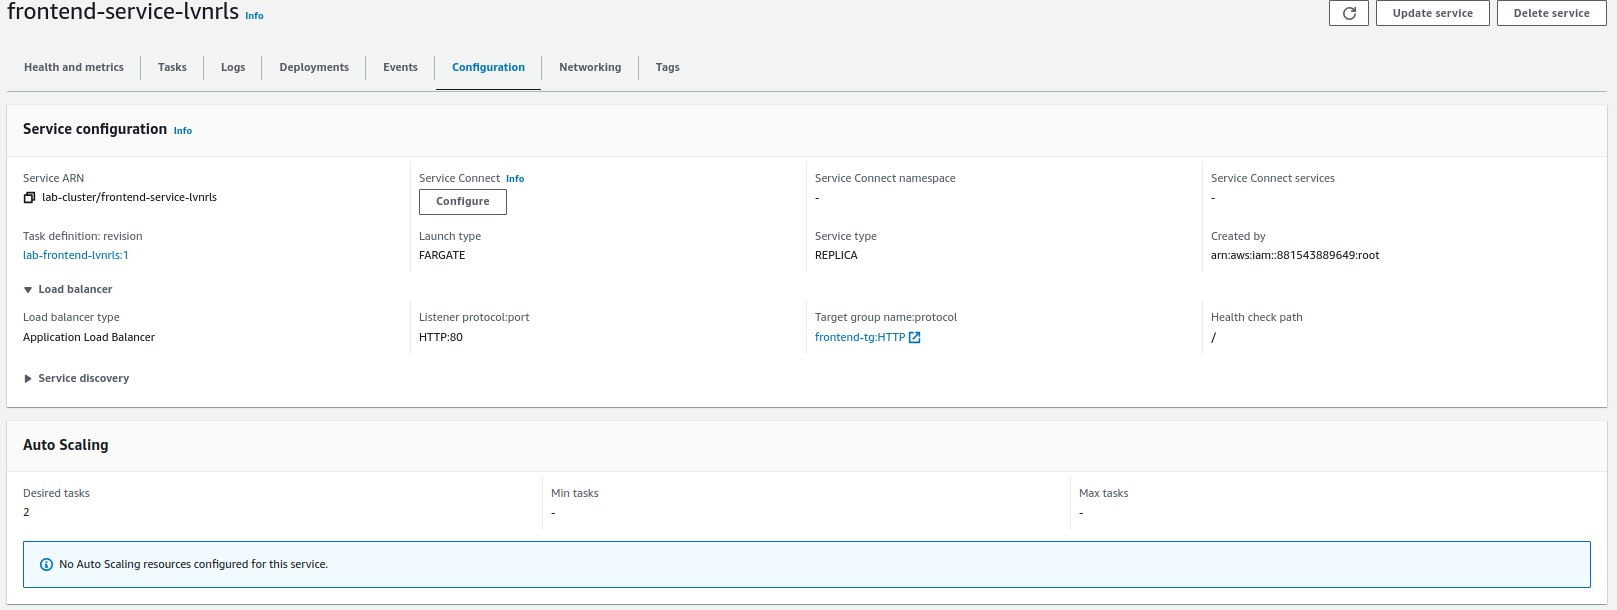 frontend-service-lvnrls Info
Update service Delete service
Health and metrics Tasks Logs Deployments Events Configuration Networking Tags
Service configuration Info
Service ARN Service Connect Info Service Connect namespace Service Connect services
lab-cluster/frontend-service-lvnrls Configure - -
Task definition: revision Launch type Service type Created by
lab-frontend-lvnrls:1 FARGATE REPLICA arn:aws:iam::881543889649:root
Load balancer
Load balancer type Listener protocol:port Target group name:protocol Health check path
Application Load Balancer HTTP:80 frontend-tg:HTTP /
Service discovery
Auto Scaling
Desired tasks Min tasks Max tasks
2 - -
No Auto Scaling resources configured for this service.